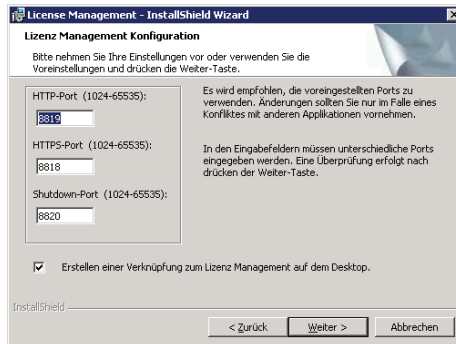 License Management - InstallShield Wizard
Lizenz Management Konfiguration
Bitte nehmen Sie Ihre Einstellungen vor oder verwenden Sie die
Voreinstellungen und drücken die Weiter-Taste.
HTTP-Port (1024-65535):
8819
HTTPS-Port (1024-65535):
8818
Shutdown-Port (1024-65535):
8820
Es wird empfohlen, die voreingestellten Ports zu
verwenden. Änderungen sollten Sie nur im Falle eines
Konfliktes mit anderen Applikationen vornehmen.
In den Eingabefeldern müssen unterschiedliche Ports
eingegeben werden. Eine Überprüfung erfolgt nach
drücken der Weiter-Taste.
Erstellen einer Verknüpfung zum Lizenz Management auf dem Desktop.
InstallShield
< Zurück
Weiter >
Abbrechen